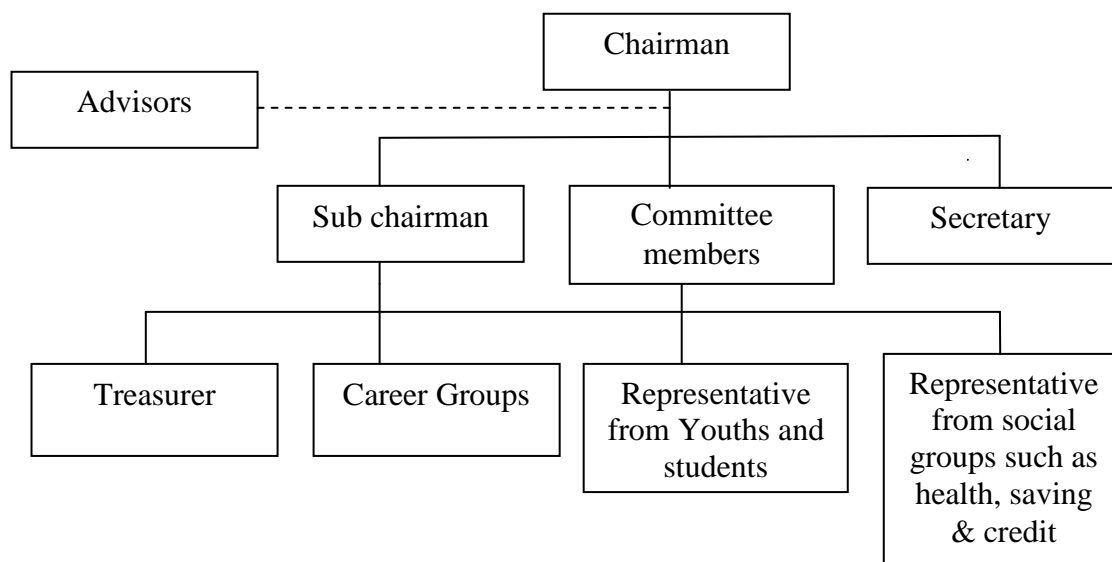 Chairman
Advisors
Sub chairman
Committee
members
Secretary
Treasurer
Career Groups
Representative
from Youths and
students
Representative
from social
groups such as
health, saving
& credit